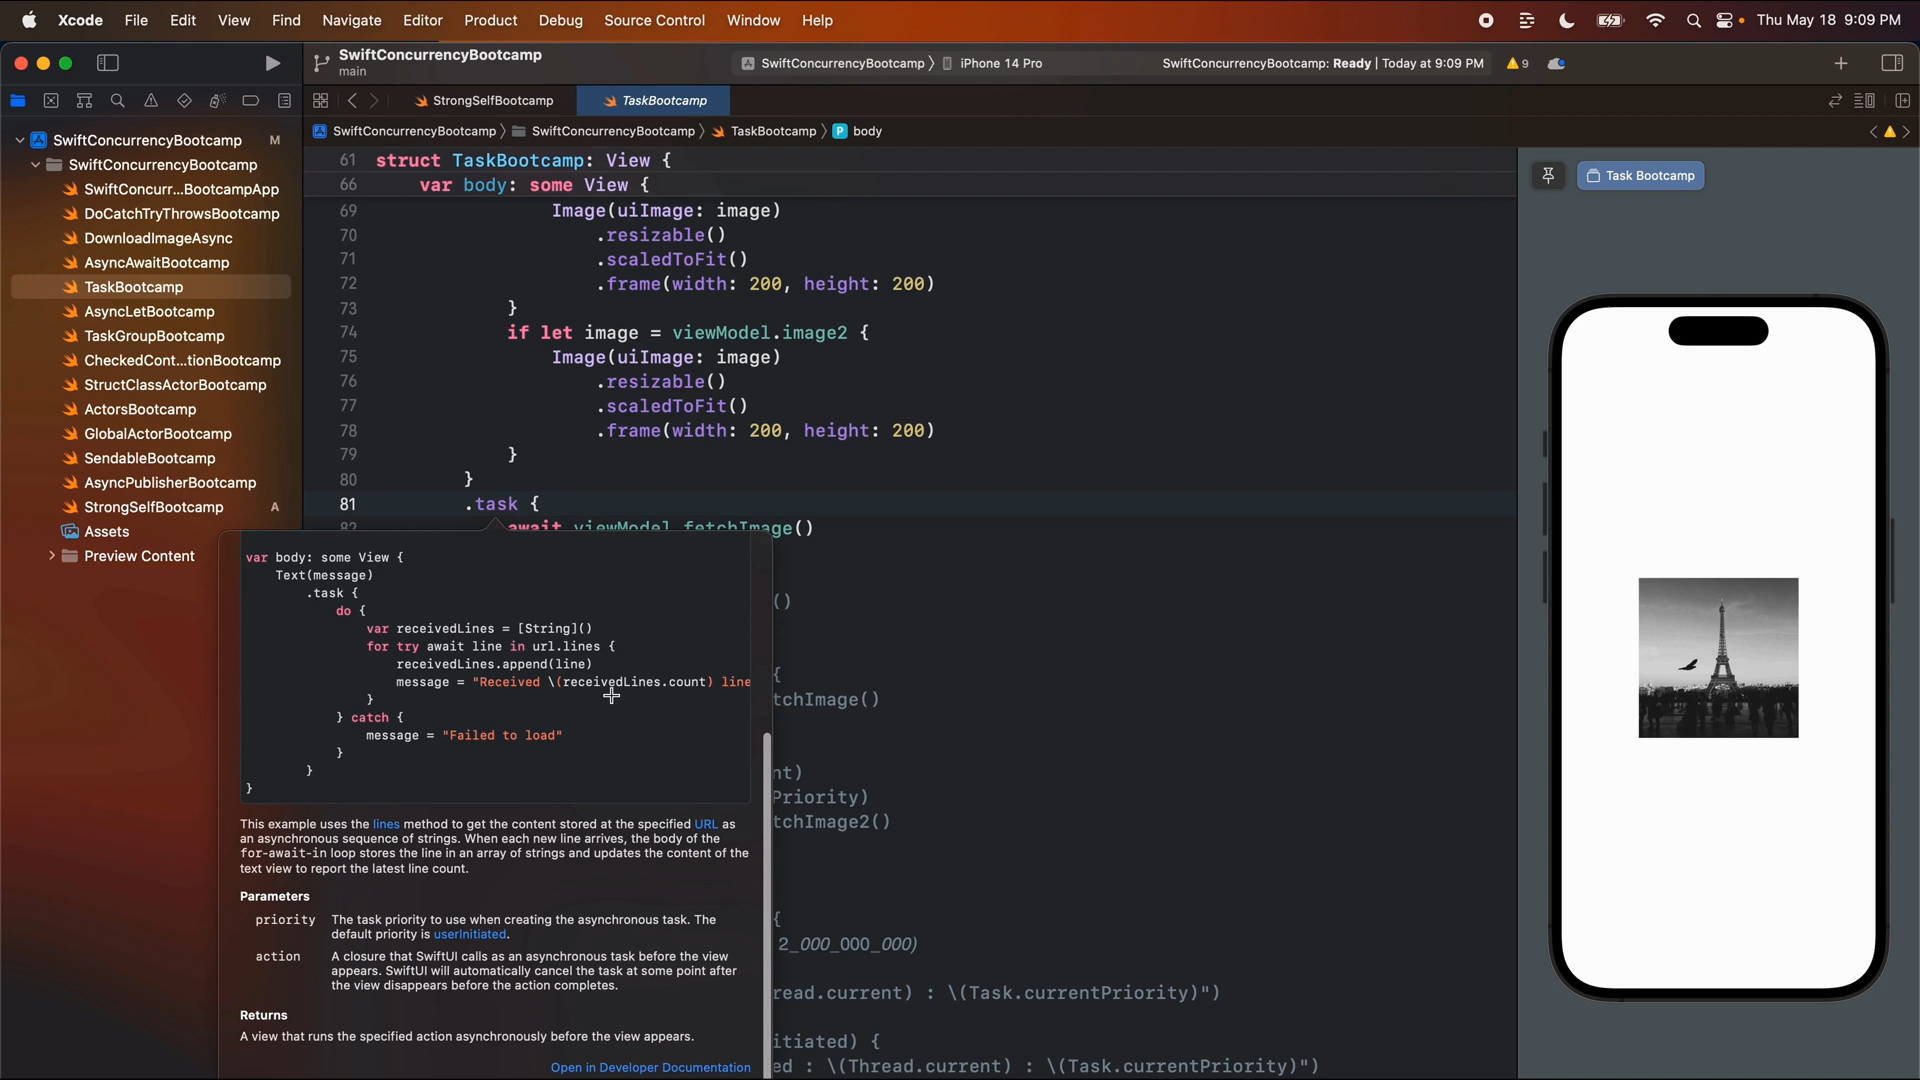 Xcode File Edit View Find Navigate Editor Product Debug Source Control Window Help Thu May 18 9:09 PM
SwiftConcurrencyBootcamp
main
SwiftConcurrencyBootcamp 〉 iPhone 14 Pro
SwiftConcurrencyBootcamp: Ready | Today at 9:09 PM
9
StrongSelfBootcamp
TaskBootcamp
SwiftConcurrencyBootcamp 〉 SwiftConcurrencyBootcamp 〉 TaskBootcamp 〉 P body
SwiftConcurrencyBootcamp M
SwiftConcurrencyBootcamp
SwiftConcurr...BootcampApp
DoCatchTryThrowsBootcamp
DownloadImageAsync
AsyncAwaitBootcamp
TaskBootcamp
AsyncLetBootcamp
TaskGroupBootcamp
CheckedCont...tionBootcamp
StructClassActorBootcamp
ActorsBootcamp
GlobalActorBootcamp
SendableBootcamp
AsyncPublisherBootcamp
StrongSelfBootcamp A
Assets
Preview Content
61 struct TaskBootcamp: View {
66 var body: some View {
69 Image(uiImage: image)
70 .resizable()
71 .scaledToFit()
72 .frame(width: 200, height: 200)
73 }
74 if let image = viewModel.image2 {
75 Image(uiImage: image)
76 .resizable()
77 .scaledToFit()
78 .frame(width: 200, height: 200)
79 }
80 }
81 .task {
82 await viewModel.fetchImage()
()
{
tchImage()
nt)
Priority)
tchImage2()
{
2_000_000_000)
read.current) : \(Task.currentPriority)")
itiated) {
ed : \(Thread.current) : \(Task.currentPriority)")
var body: some View {
Text(message)
.task {
do {
var receivedLines = [String]()
for try await line in url.lines {
receivedLines.append(line)
message = "Received \(receivedLines.count) line
}
} catch {
message = "Failed to load"
}
}
}
This example uses the lines method to get the content stored at the specified URL as
an asynchronous sequence of strings. When each new line arrives, the body of the
for-await-in loop stores the line in an array of strings and updates the content of the
text view to report the latest line count.
Parameters
priority The task priority to use when creating the asynchronous task. The
default priority is userInitiated.
action A closure that SwiftUI calls as an asynchronous task before the view
appears. SwiftUI will automatically cancel the task at some point after
the view disappears before the action completes.
Returns
A view that runs the specified action asynchronously before the view appears.
Open in Developer Documentation
Task Bootcamp